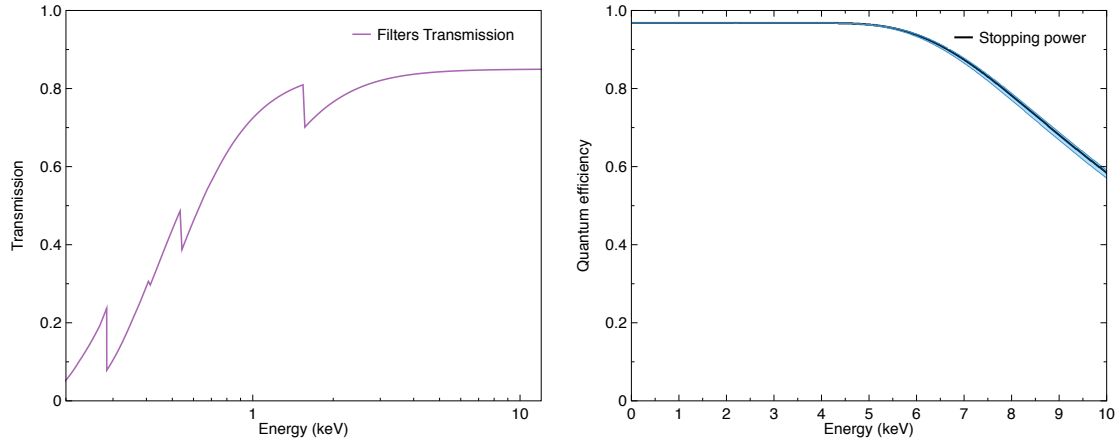 1.0
0.8
0.6
0.4
0.2
0
Transmission
Filters Transmission
1
10
Energy (keV)
1.0
0.8
0.6
0.4
0.2
0
Quantum efficiency
Stopping power
0 1 2 3 4 5 6 7 8 9 10
Energy (keV)